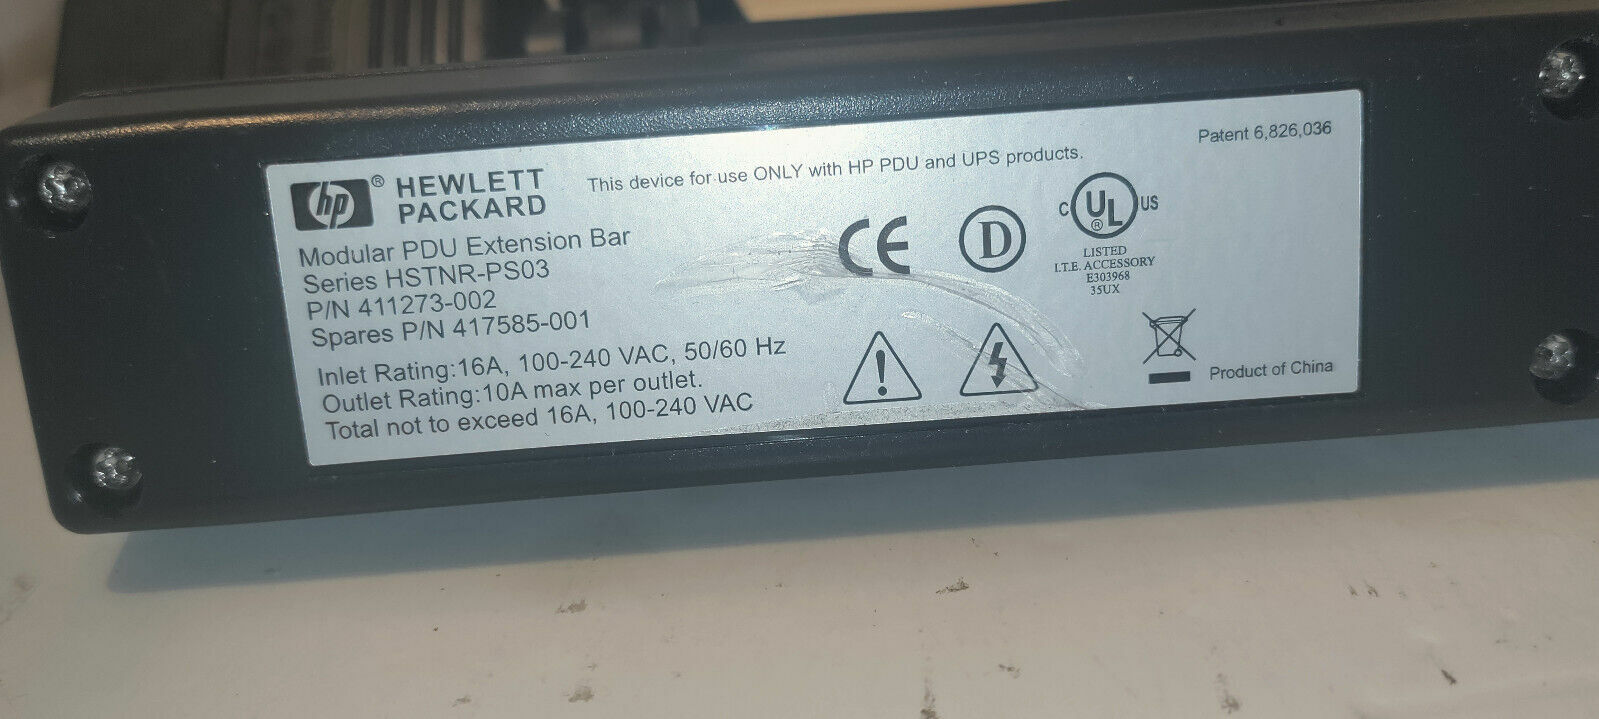 Patent 6,826,036
hp® HEWLETT
PACKARD
This device for use ONLY with HP PDU and UPS products.
Modular PDU Extension Bar
Series HSTNR-PS03
P/N 411273-002
Spares P/N 417585-001
Inlet Rating:16A, 100-240 VAC, 50/60 Hz
Outlet Rating:10A max per outlet.
Total not to exceed 16A, 100-240 VAC
CE
D
C UL® US
LISTED
I.T.E. ACCESSORY
E303968
35UX
Product of China